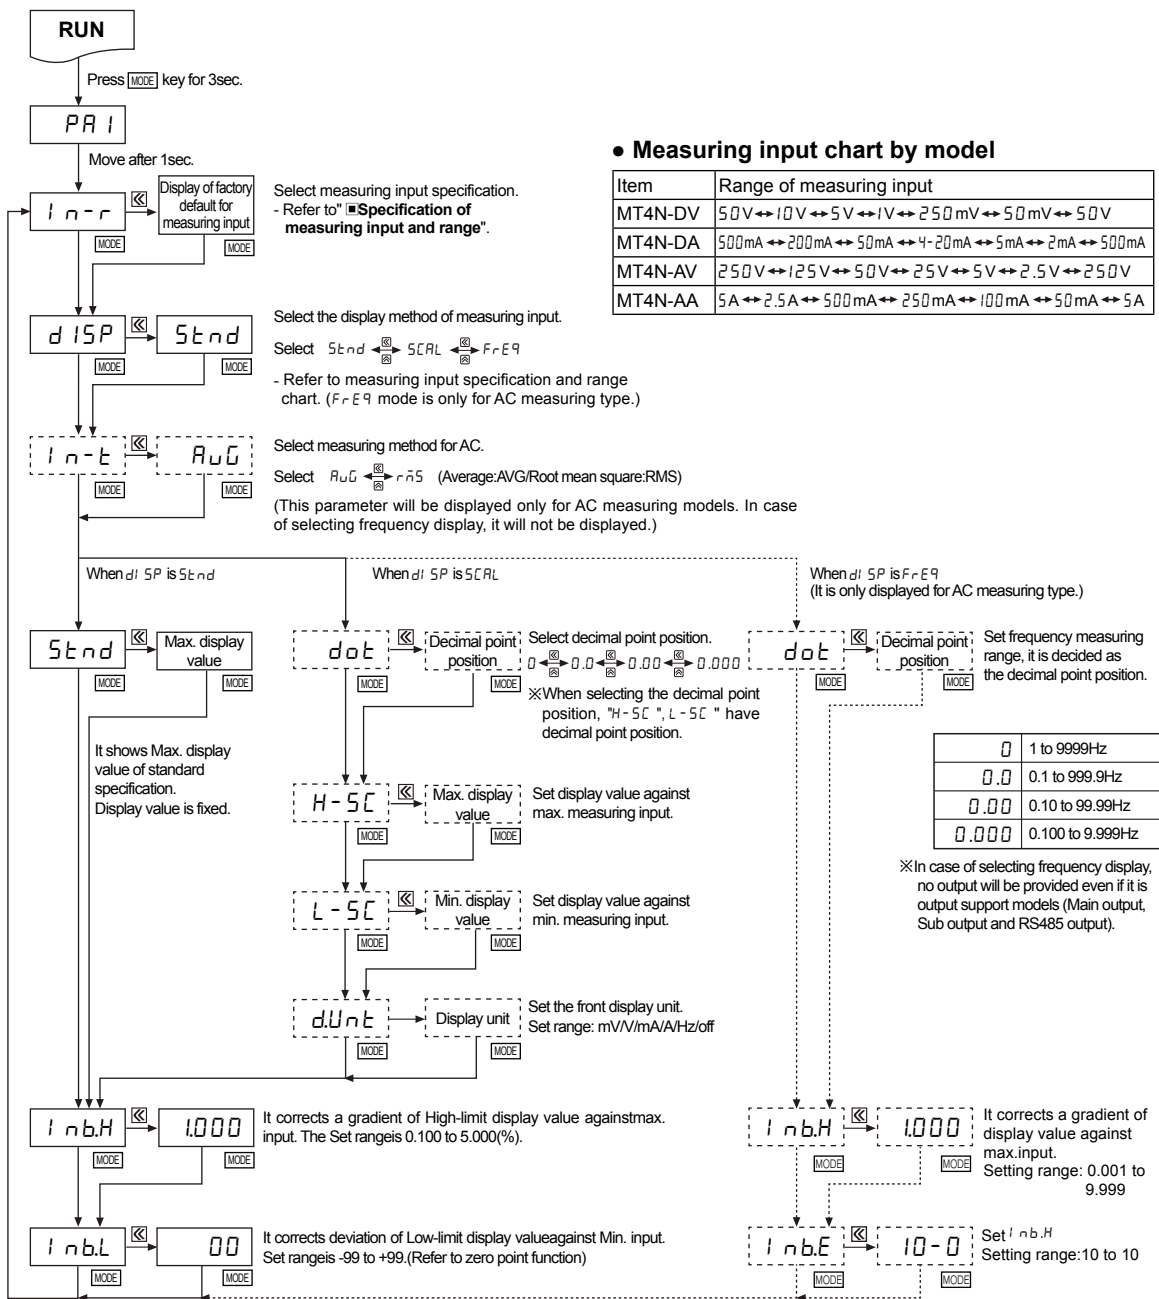 RUN
Press MODE key for 3sec.
PA1
Move after 1sec.
In-r
Display of factory
default for
measuring input
MODE
MODE
Select measuring input specification.
- Refer to" ▣Specification of
measuring input and range".
● Measuring input chart by model
Item Range of measuring input
MT4N-DV 50V↔10V↔5V↔1V↔250mV↔50mV↔50V
MT4N-DA 500mA↔200mA↔50mA↔4-20mA↔5mA↔2mA↔500mA
MT4N-AV 250V↔125V↔50V↔25V↔5V↔2.5V↔250V
MT4N-AA 5A↔2.5A↔500mA↔250mA↔100mA↔50mA↔5A
dISP
Stnd
MODE
MODE
Select the display method of measuring input.
Select Stnd SCAL FrEq
- Refer to measuring input specification and range
chart. (FrEq mode is only for AC measuring type.)
In-t
AuG
MODE
MODE
Select measuring method for AC.
Select AuG rms (Average:AVG/Root mean square:RMS)
(This parameter will be displayed only for AC measuring models. In case
of selecting frequency display, it will not be displayed.)
When dISP is Stnd
When dISP is SCAL
When dISP is FrEq
(It is only displayed for AC measuring type.)
Stnd
Max. display
value
MODE
MODE
It shows Max. display
value of standard
specification.
Display value is fixed.
dot
Decimal point
position
MODE
MODE
Select decimal point position.
0 0.0 0.00 0.000
※When selecting the decimal point
position, "H-SC ", L-SC " have
decimal point position.
dot
Decimal point
position
MODE
MODE
Set frequency measuring
range, it is decided as
the decimal point position.
0 1 to 9999Hz
0.0 0.1 to 999.9Hz
0.00 0.10 to 99.99Hz
0.000 0.100 to 9.999Hz
※In case of selecting frequency display,
no output will be provided even if it is
output support models (Main output,
Sub output and RS485 output).
H-SC
Max. display
value
MODE
MODE
Set display value against
max. measuring input.
L-SC
Min. display
value
MODE
MODE
Set display value against
min. measuring input.
d.Unt
Display unit
MODE
MODE
Set the front display unit.
Set range: mV/V/mA/A/Hz/off
Inb.H
1.000
MODE
MODE
It corrects a gradient of High-limit display value againstmax.
input. The Set rangeis 0.100 to 5.000(%).
Inb.H
1.000
MODE
MODE
It corrects a gradient of
display value against
max.input.
Setting range: 0.001 to
9.999
Inb.L
00
MODE
MODE
It corrects deviation of Low-limit display valueagainst Min. input.
Set rangeis -99 to +99.(Refer to zero point function)
Inb.E
10-0
MODE
MODE
Set Inb.H
Setting range:10 to 10